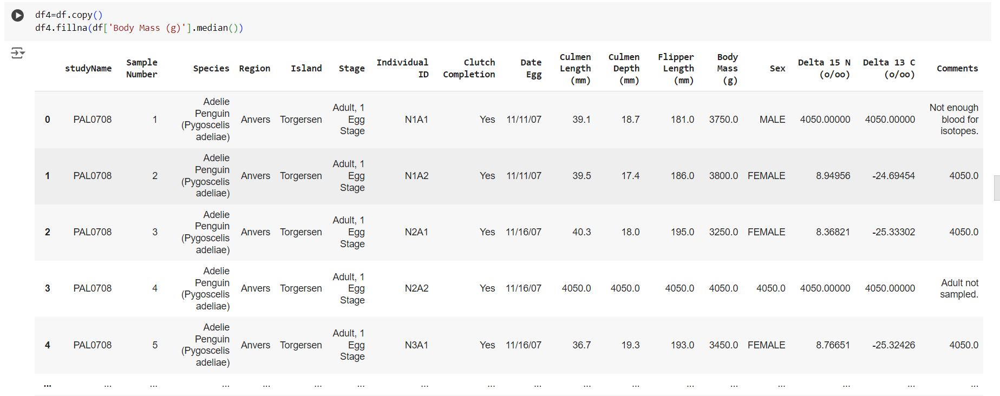 df4=df.copy()
df4.fillna(df['Body Mass (g)'].median())
studyName Sample Number Species Region Island Stage Individual ID Clutch Completion Date Egg Culmen Length (mm) Culmen Depth (mm) Flipper Length (mm) Body Mass (g) Sex Delta 15 N (o/oo) Delta 13 C (o/oo) Comments
0 PAL0708 1 Adelie Penguin (Pygoscelis adeliae) Anvers Torgersen Adult, 1 Egg Stage N1A1 Yes 11/11/07 39.1 18.7 181.0 3750.0 MALE 4050.00000 4050.00000 Not enough blood for isotopes.
1 PAL0708 2 Adelie Penguin (Pygoscelis adeliae) Anvers Torgersen Adult, 1 Egg Stage N1A2 Yes 11/11/07 39.5 17.4 186.0 3800.0 FEMALE 8.94956 -24.69454 4050.0
2 PAL0708 3 Adelie Penguin (Pygoscelis adeliae) Anvers Torgersen Adult, 1 Egg Stage N2A1 Yes 11/16/07 40.3 18.0 195.0 3250.0 FEMALE 8.36821 -25.33302 4050.0
3 PAL0708 4 Adelie Penguin (Pygoscelis adeliae) Anvers Torgersen Adult, 1 Egg Stage N2A2 Yes 11/16/07 4050.0 4050.0 4050.0 4050.0 4050.0 4050.00000 4050.00000 Adult not sampled.
4 PAL0708 5 Adelie Penguin (Pygoscelis adeliae) Anvers Torgersen Adult, 1 Egg Stage N3A1 Yes 11/16/07 36.7 19.3 193.0 3450.0 FEMALE 8.76651 -25.32426 4050.0
... ... ... ... ... ... ... ... ... ... ... ... ... ... ... ... ... ...